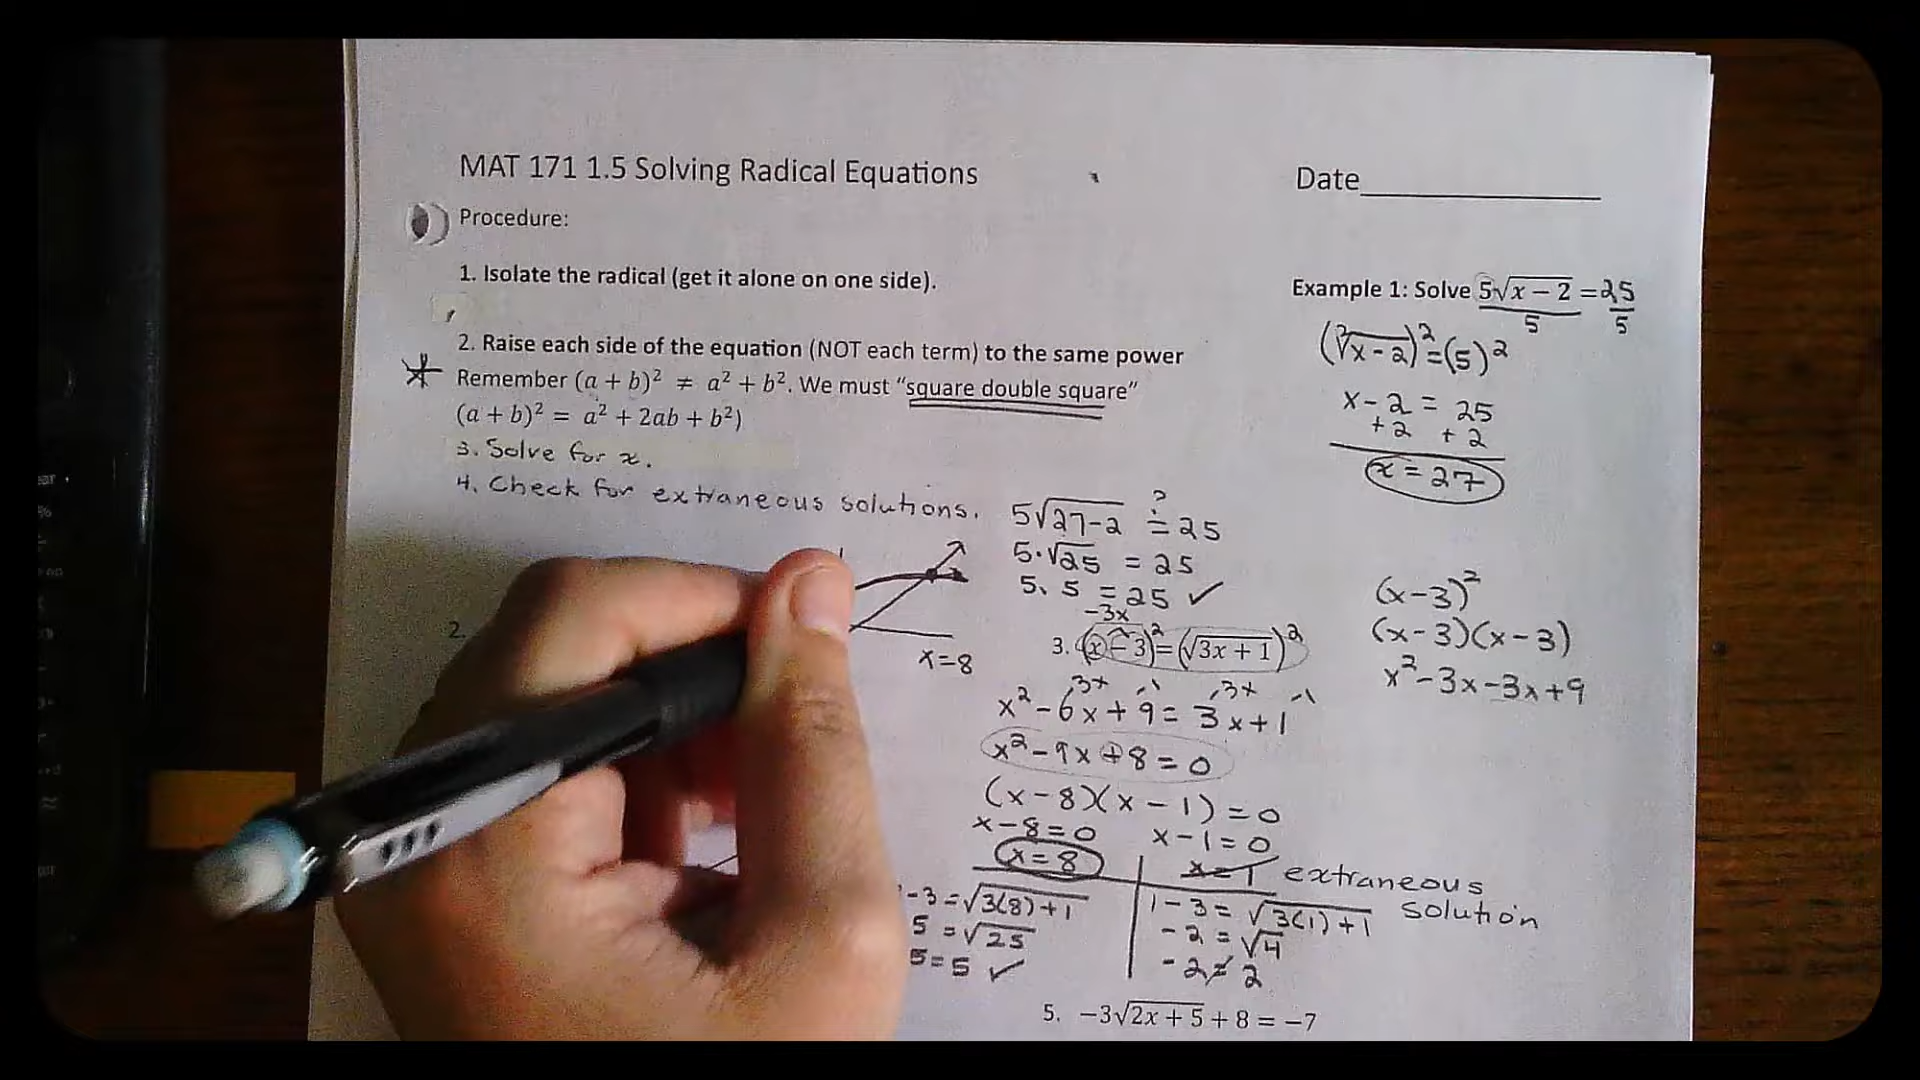 MAT 171 1.5 Solving Radical Equations
Date
Procedure:
1. Isolate the radical (get it alone on one side).
2. Raise each side of the equation (NOT each term) to the same power
Remember (a + b)² ≠ a² + b². We must “square double square”
(a + b)² = a² + 2ab + b²)
3. Solve for x.
4. Check for extraneous solutions.
Example 1: Solve 5√x − 2 = 25
5 5
(²√x-2)² = (5)²
x-2 = 25
+2 +2
x = 27
5√27-2 ≟ 25
5·√25 = 25
5. 5 = 25 ✓
2.
x=8
-3x
3. (x − 3)² = (√3x + 1)²
-3x -1 -3x -1
x² - 6x + 9 = 3x + 1
x² - 9x + 8 = 0
(x - 8)(x - 1) = 0
x - 8 = 0 x - 1 = 0
x = 8 x = 1 extraneous
solution
-3 = √3(8)+1 1-3 = √3(1)+1
5 = √25 -2 = √4
5=5 ✓ -2 ≠ 2
(x-3)²
(x-3)(x-3)
x²-3x-3x+9
5. −3√2x + 5 + 8 = −7